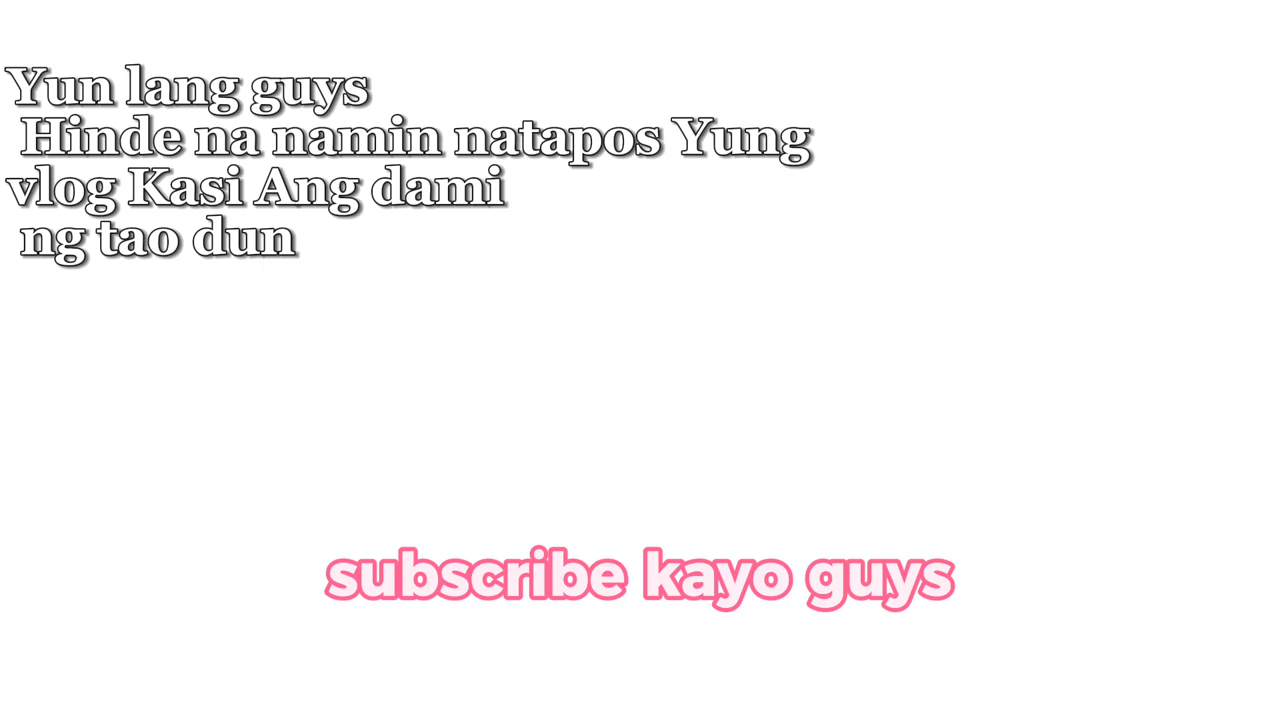 Yun lang guys
Hinde na namin natapos Yung
vlog Kasi Ang dami
ng tao dun
subscribe kayo guys